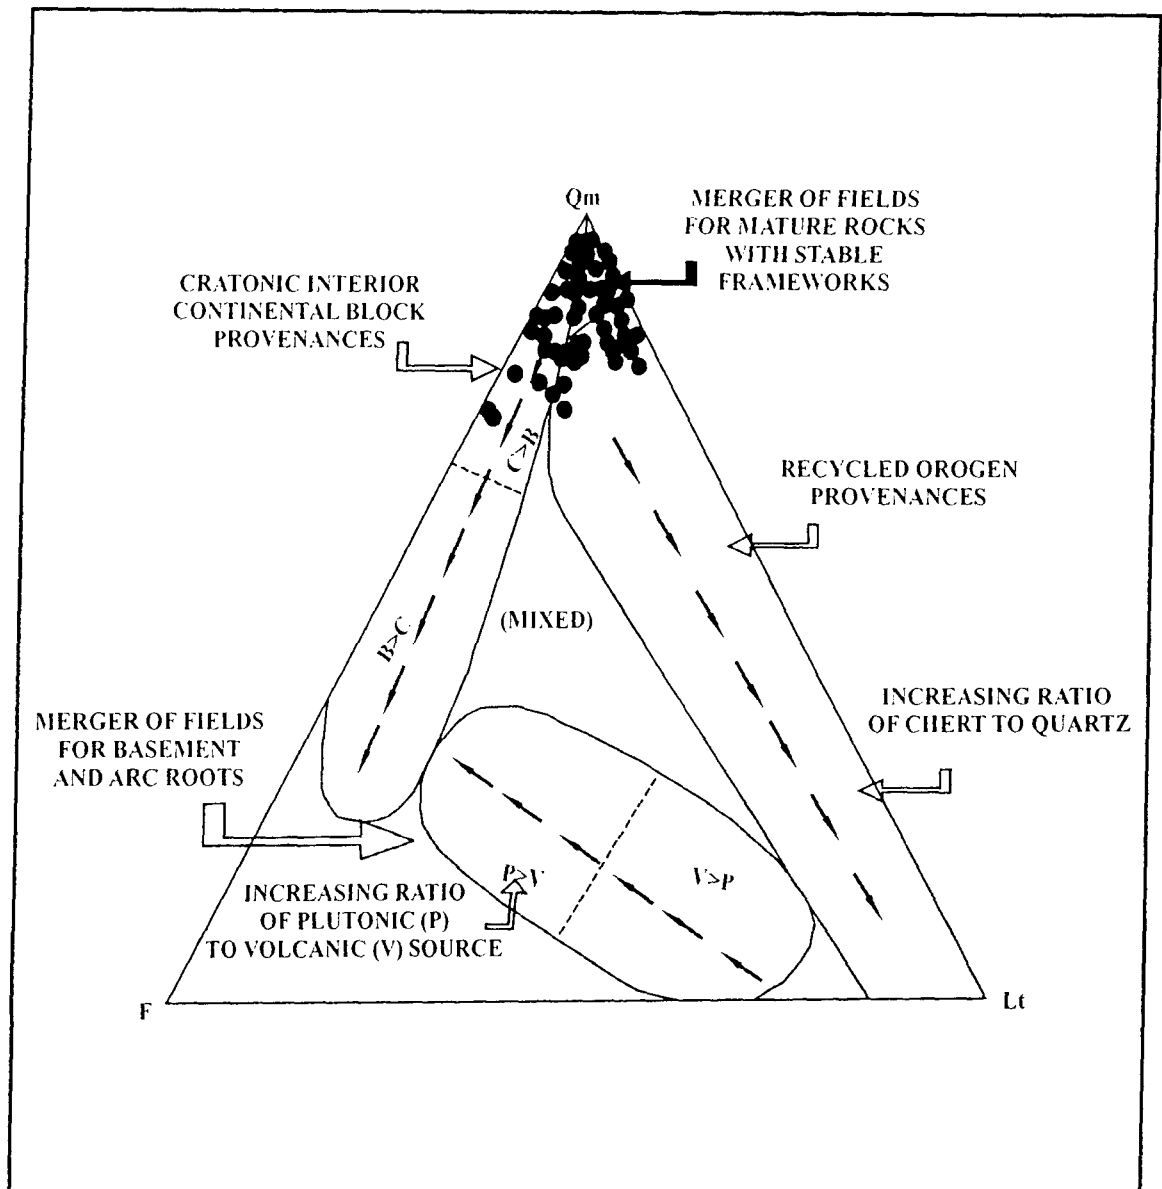 Qm
MERGER OF FIELDS
FOR MATURE ROCKS
WITH STABLE
FRAMEWORKS
CRATONIC INTERIOR
CONTINENTAL BLOCK
PROVENANCES
C>B
RECYCLED OROGEN
PROVENANCES
(MIXED)
B>C
INCREASING RATIO
OF CHERT TO QUARTZ
MERGER OF FIELDS
FOR BASEMENT
AND ARC ROOTS
P>V
V>P
INCREASING RATIO
OF PLUTONIC (P)
TO VOLCANIC (V) SOURCE
F
Lt